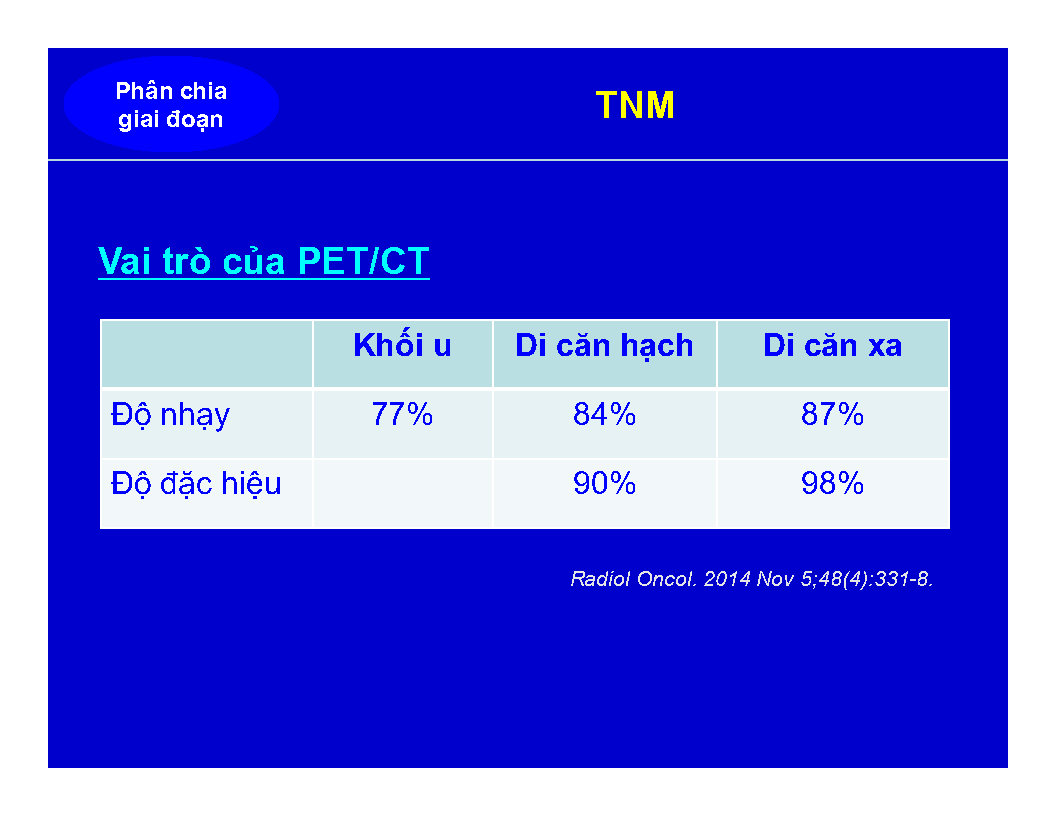 Phân chia
giai đoạn
TNM
Vai trò của PET/CT
Khối u Di căn hạch Di căn xa
Độ nhạy 77% 84% 87%
Độ đặc hiệu 90% 98%
Radiol Oncol. 2014 Nov 5;48(4):331-8.